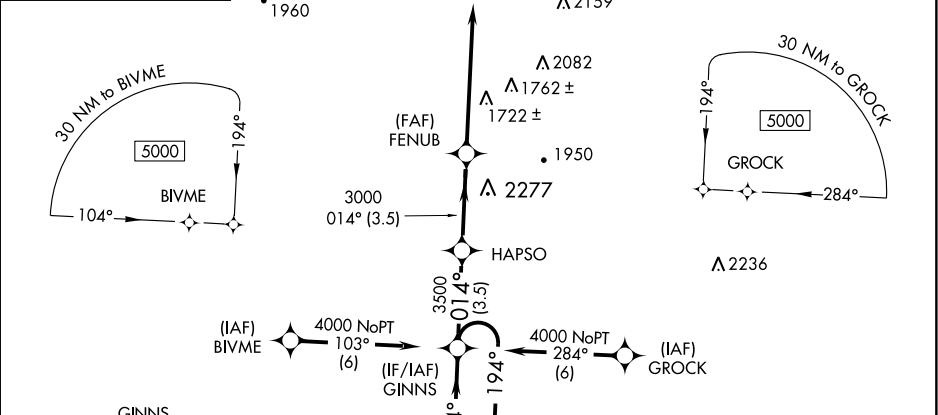 1960
2159
30 NM to BIVME
194°
5000
BIVME
104°
2082
1762 ±
1722 ±
(FAF)
FENUB
1950
2277
3000
014° (3.5)
HAPSO
30 NM to GROCK
194°
5000
GROCK
284°
2236
3500
014°
(3.5)
(IAF)
BIVME
4000 NoPT
103°
(6)
(IF/IAF)
GINNS
194°
4000 NoPT
284°
(6)
(IAF)
GROCK
GINNS